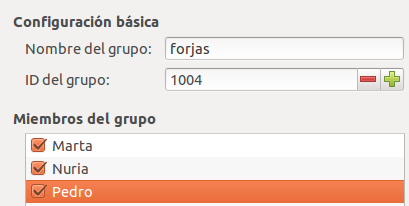 Configuración básica
Nombre del grupo: forjas
ID del grupo: 1004
Miembros del grupo
Marta
Nuria
Pedro